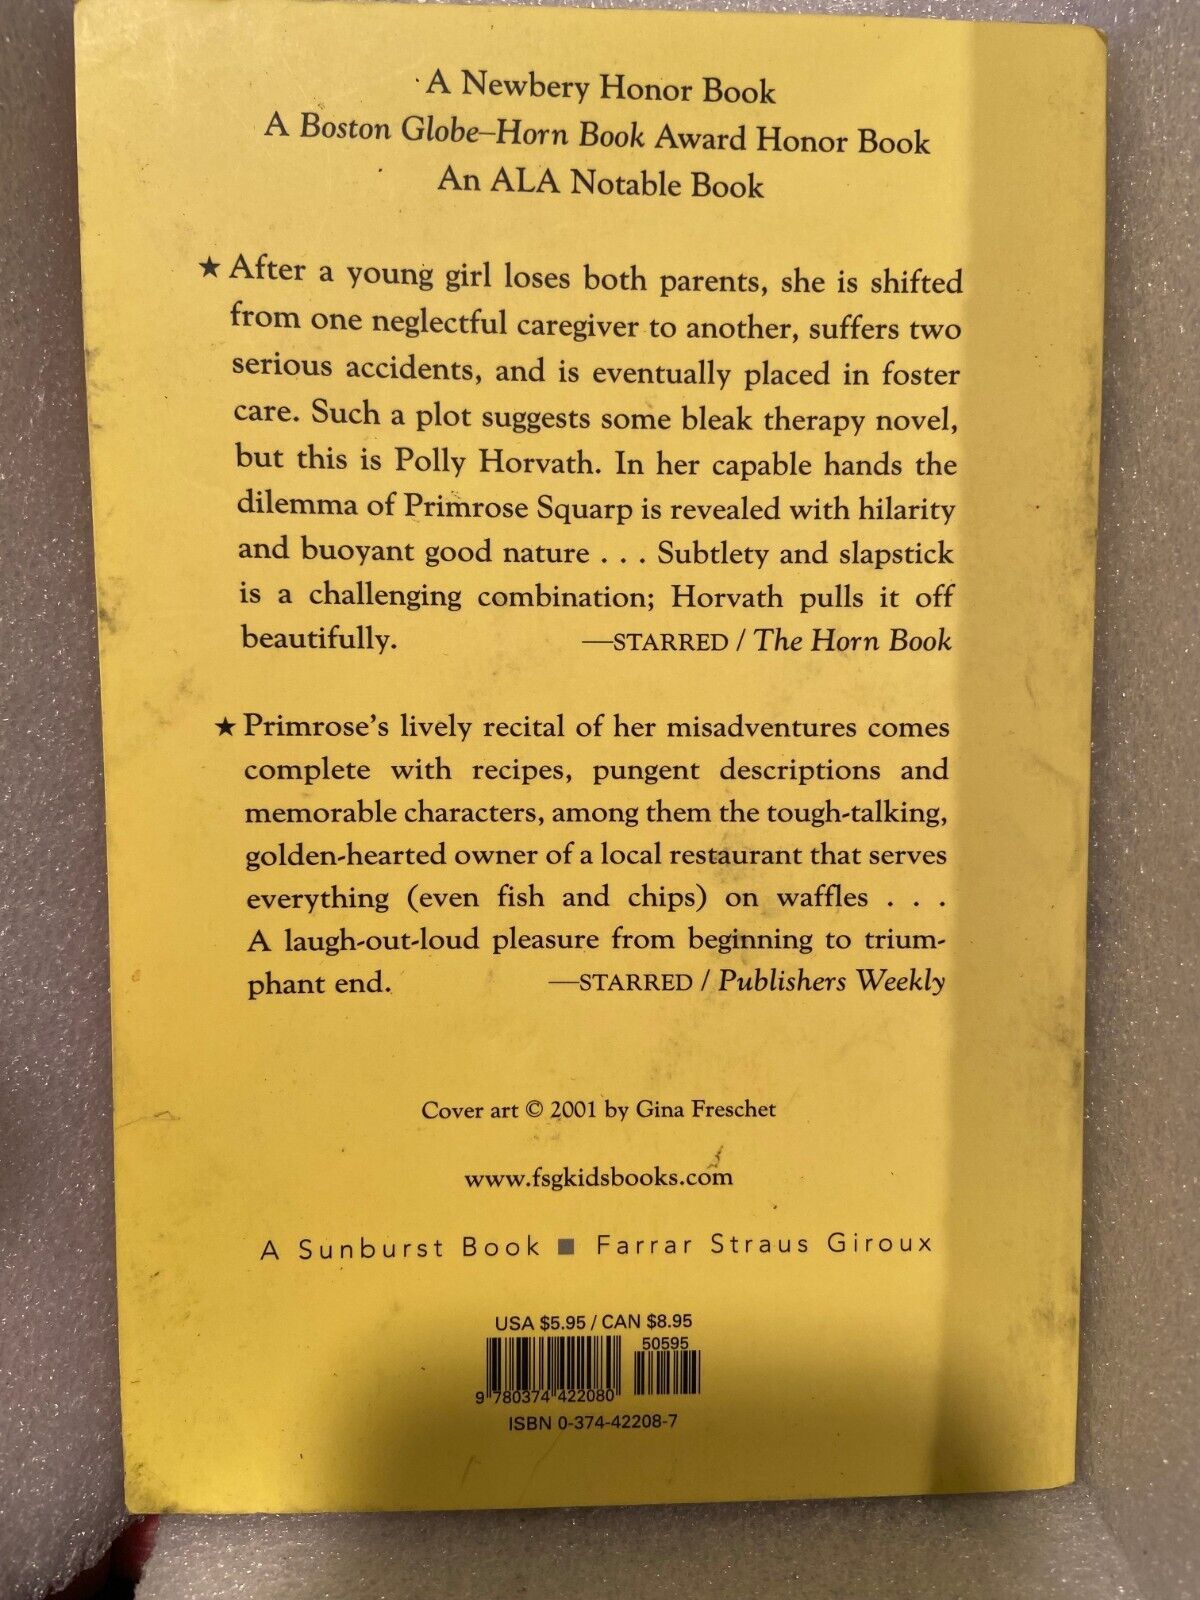 A Newbery Honor Book
A Boston Globe–Horn Book Award Honor Book
An ALA Notable Book
★ After a young girl loses both parents, she is shifted
from one neglectful caregiver to another, suffers two
serious accidents, and is eventually placed in foster
care. Such a plot suggests some bleak therapy novel,
but this is Polly Horvath. In her capable hands the
dilemma of Primrose Squarp is revealed with hilarity
and buoyant good nature . . . Subtlety and slapstick
is a challenging combination; Horvath pulls it off
beautifully. —STARRED / The Horn Book
★ Primrose's lively recital of her misadventures comes
complete with recipes, pungent descriptions and
memorable characters, among them the tough-talking,
golden-hearted owner of a local restaurant that serves
everything (even fish and chips) on waffles . . .
A laugh-out-loud pleasure from beginning to trium-
phant end. —STARRED / Publishers Weekly
Cover art © 2001 by Gina Freschet
www.fsgkidsbooks.com
A Sunburst Book ■ Farrar Straus Giroux
USA $5.95 / CAN $8.95
50595
9 780374 422080
ISBN 0-374-42208-7